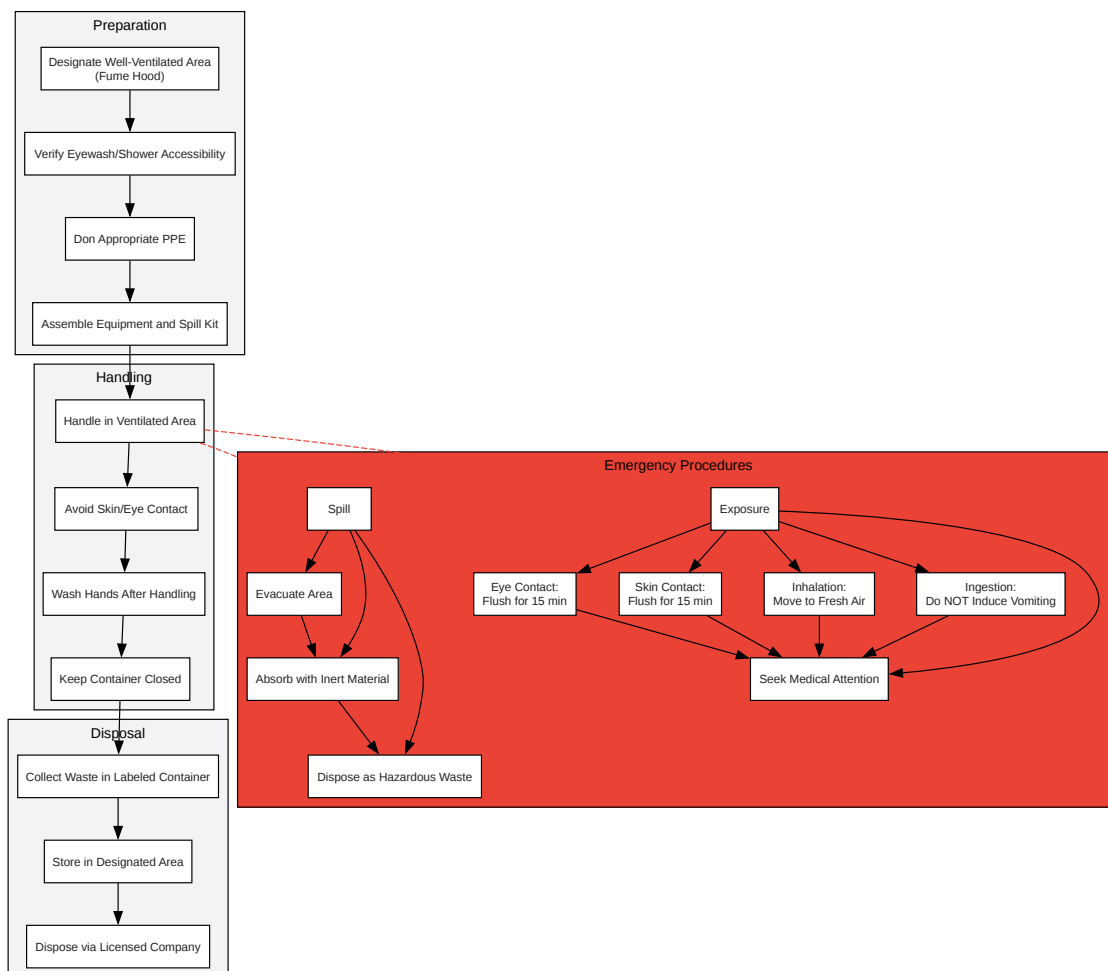 Preparation
Designate Well-Ventilated Area
(Fume Hood)
Verify Eyewash/Shower Accessibility
Don Appropriate PPE
Assemble Equipment and Spill Kit
Handling
Handle in Ventilated Area
Avoid Skin/Eye Contact
Wash Hands After Handling
Keep Container Closed
Disposal
Collect Waste in Labeled Container
Store in Designated Area
Dispose via Licensed Company
Emergency Procedures
Spill
Evacuate Area
Absorb with Inert Material
Dispose as Hazardous Waste
Exposure
Eye Contact:
Flush for 15 min
Skin Contact:
Flush for 15 min
Inhalation:
Move to Fresh Air
Ingestion:
Do NOT Induce Vomiting
Seek Medical Attention